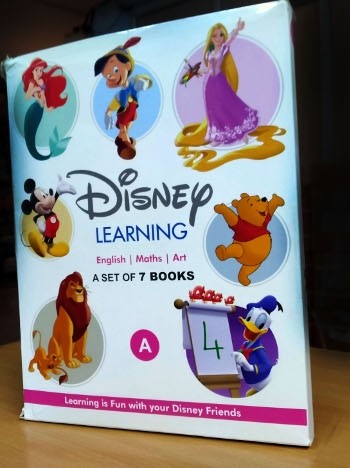 Disney
LEARNING
English | Maths | Art
A SET OF 7 BOOKS
4
A
Learning is Fun with your Disney Friends